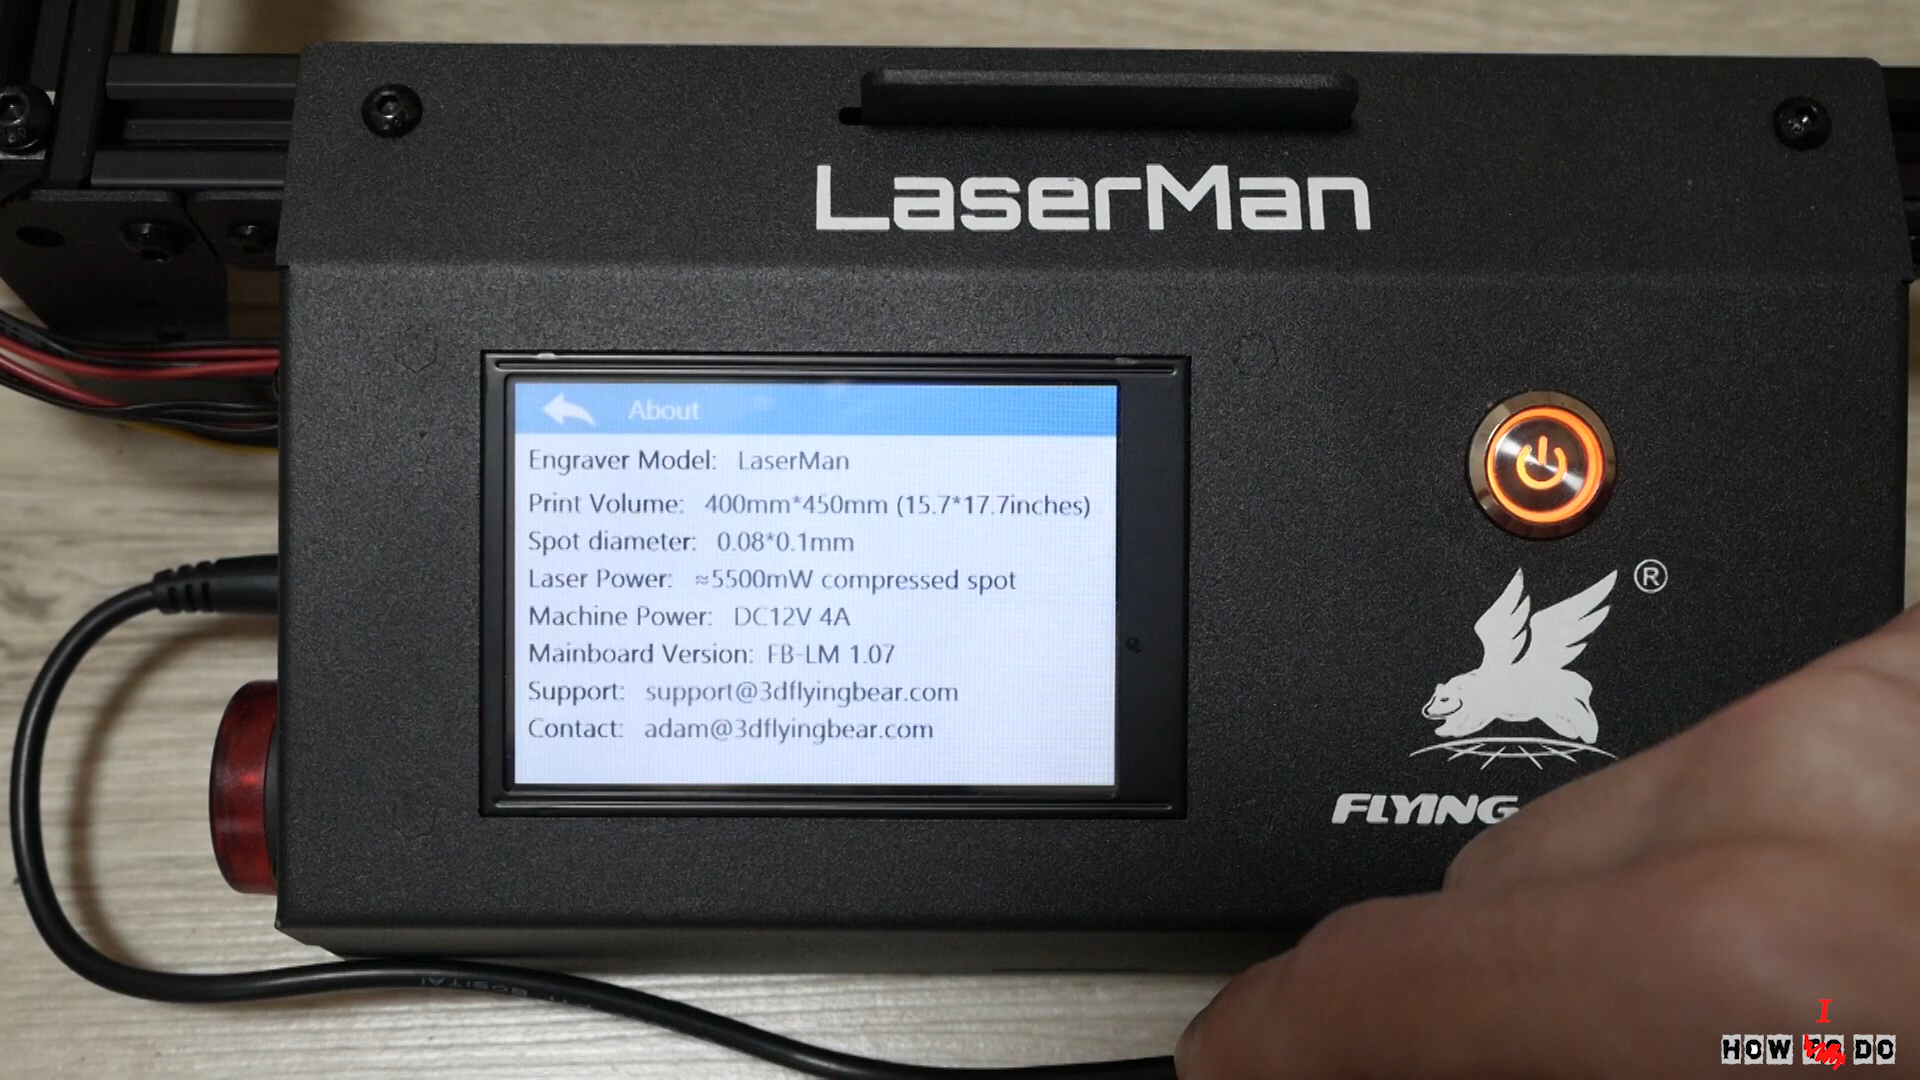 LaserMan
About
Engraver Model: LaserMan
Print Volume: 400mm*450mm (15.7*17.7inches)
Spot diameter: 0.08*0.1mm
Laser Power: ≈5500mW compressed spot
Machine Power: DC12V 4A
Mainboard Version: FB-LM 1.07
Support: support@3dflyingbear.com
Contact: adam@3dflyingbear.com
®
FLYING
I
HOW DO